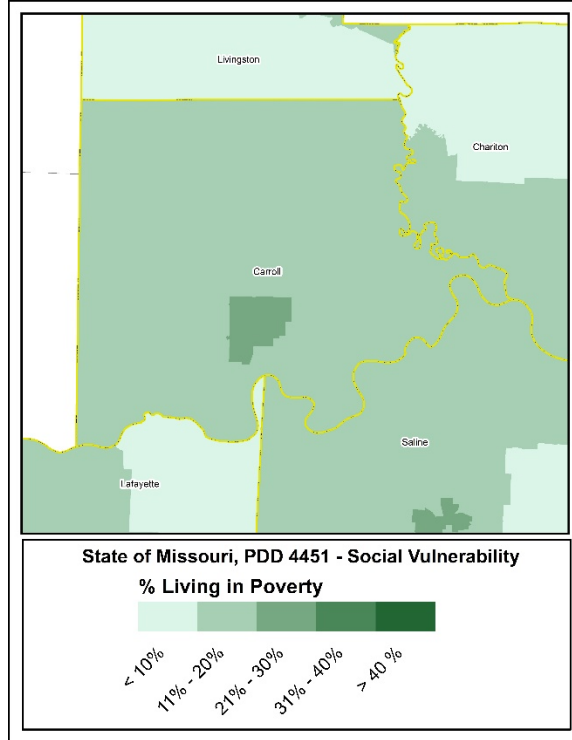 Livingston
Chariton
Carroll
Saline
Lafayette
State of Missouri, PDD 4451 - Social Vulnerability
% Living in Poverty
< 10%
11% - 20%
21% - 30%
31% - 40%
> 40 %